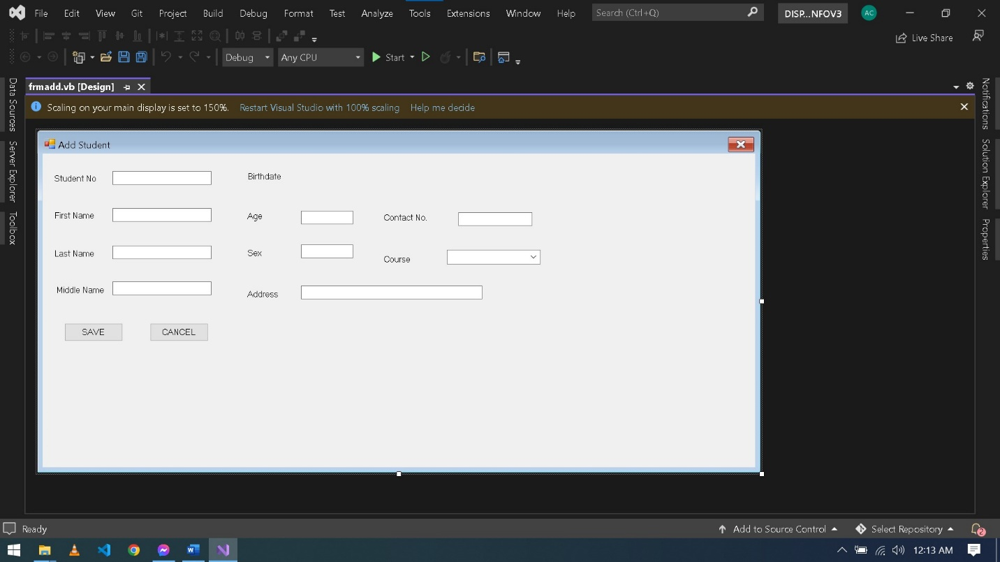 File Edit View Git Project Build Debug Format Test Analyze Tools Extensions Window Help Search (Ctrl+Q) DISP...NFOV3 AC
Live Share
Debug Any CPU Start
frmadd.vb [Design]
Scaling on your main display is set to 150%. Restart Visual Studio with 100% scaling Help me decide
Data Sources
Server Explorer
Toolbox
Notifications
Solution Explorer
Properties
Add Student
Student No Birthdate
First Name Age Contact No.
Last Name Sex Course
Middle Name Address
SAVE CANCEL
Ready Add to Source Control Select Repository 2
12:13 AM